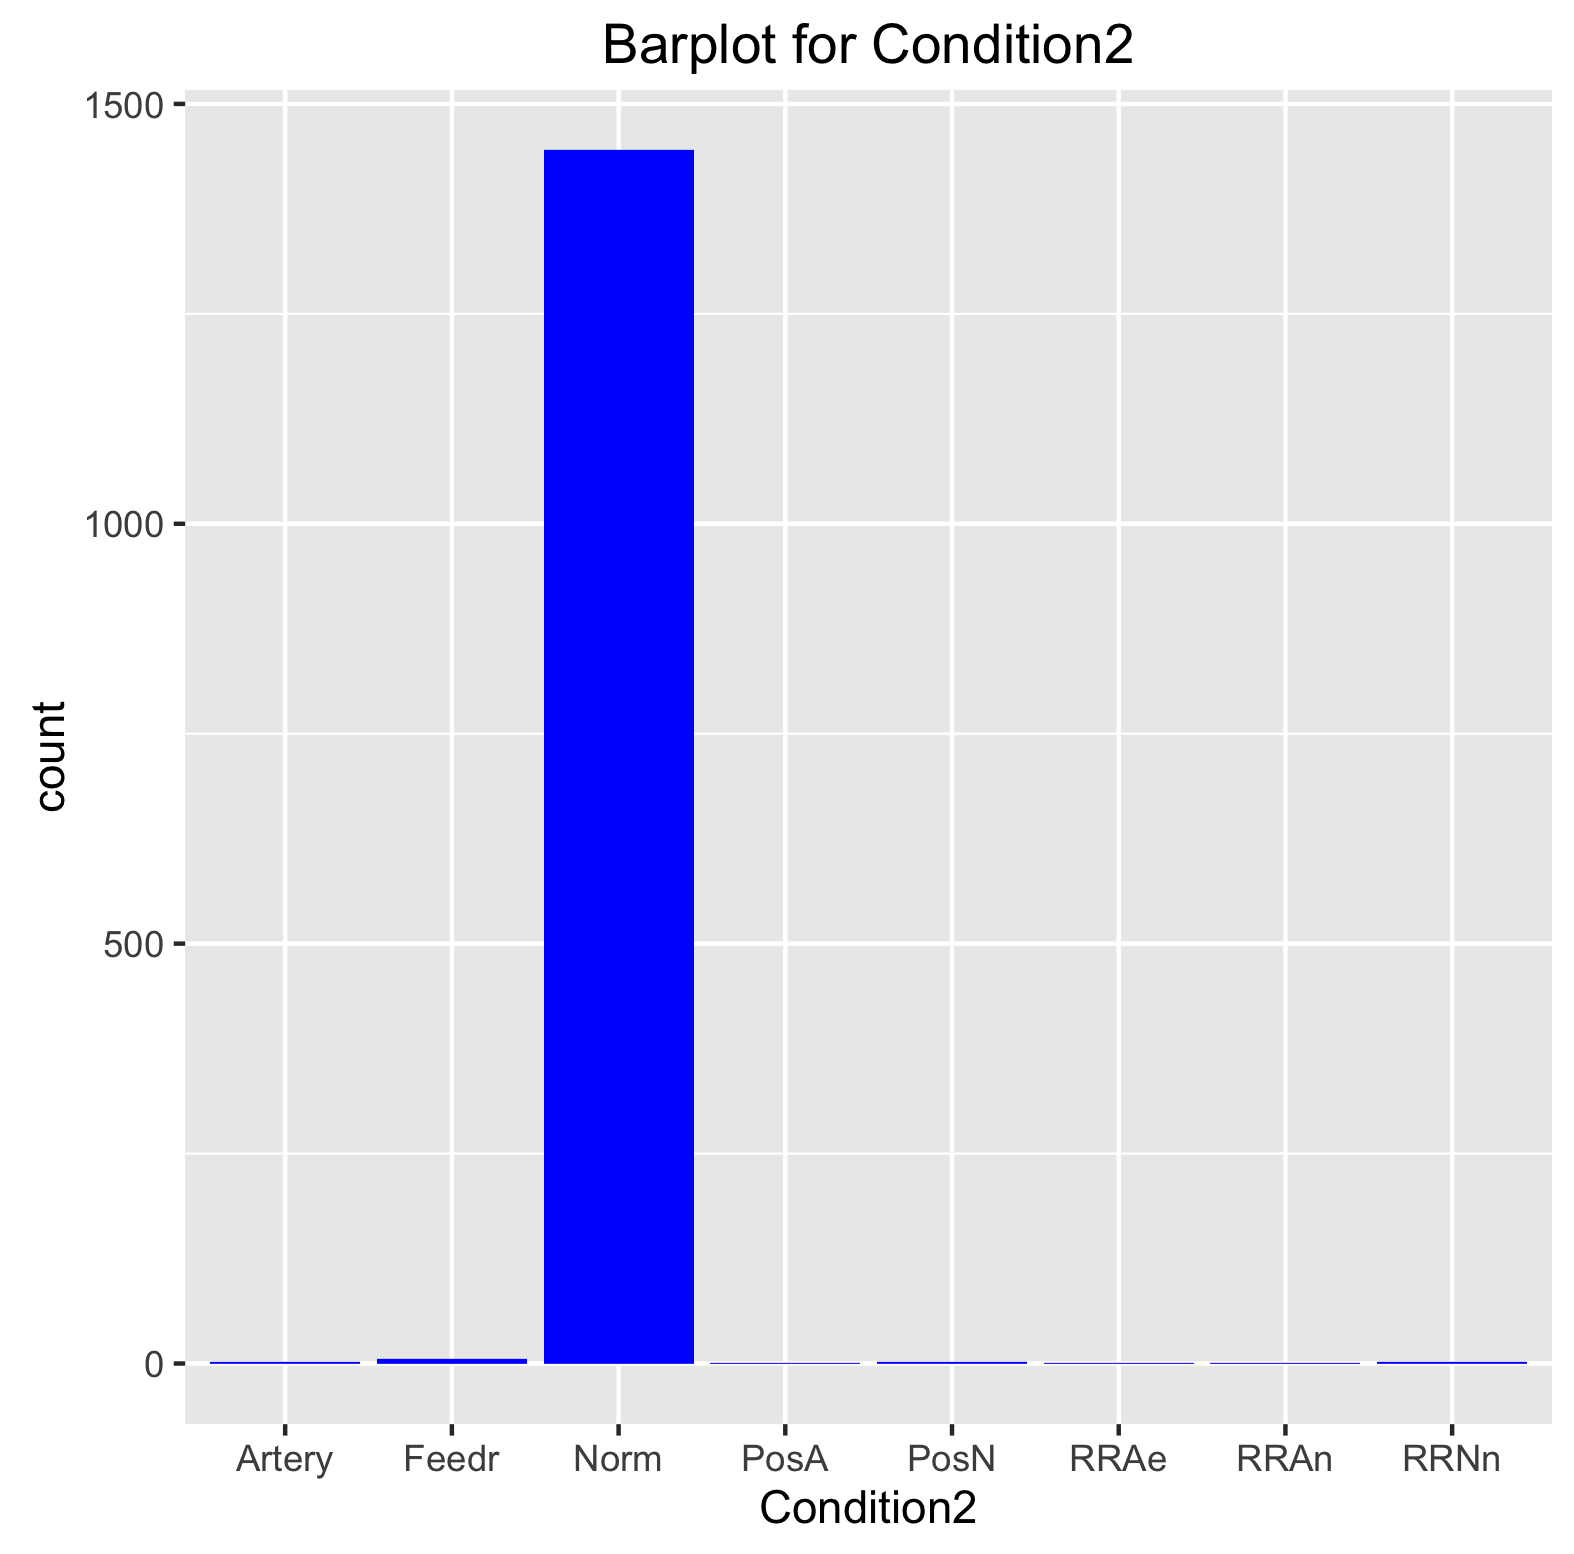 Barplot for Condition2
1500
1000
500
0
count
Artery Feedr Norm PosA PosN RRAe RRAn RRNn
Condition2